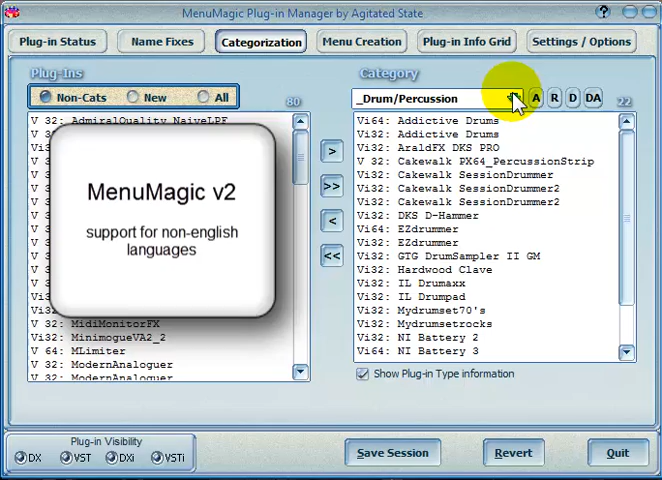 MenuMagic Plug-in Manager by Agitated State
?
Plug-in Status
Name Fixes
Categorization
Menu Creation
Plug-in Info Grid
Settings / Options
Plug-Ins
Category
Non-Cats
New
All
80
_Drum/Percussion
A
R
D
DA
22
V 32: AdmiralQuality NaiveLPF
MenuMagic v2
support for non-english
languages
V 32: MidiMonitorFX
Vi32: MinimogueVA2_2
V 64: MLimiter
V 32: ModernAnaloguer
V 32: ModernAnaloguer
>
>>
<
<<
Vi64: Addictive Drums
Vi32: Addictive Drums
Vi32: AraldFX DKS PRO
V 32: Cakewalk PX64_PercussionStrip
Vi32: Cakewalk SessionDrummer
Vi32: Cakewalk SessionDrummer2
Vi64: Cakewalk SessionDrummer2
Vi32: DKS D-Hammer
Vi64: EZdrummer
Vi32: EZdrummer
Vi32: GTG DrumSampler II GM
Vi32: Hardwood Clave
Vi32: IL Drumaxx
Vi32: IL Drumpad
Vi32: Mydrumset70's
Vi32: Mydrumsetrocks
Vi32: NI Battery 2
Vi64: NI Battery 3
Show Plug-in Type information
Plug-in Visibility
DX
VST
DXi
VSTi
Save Session
Revert
Quit